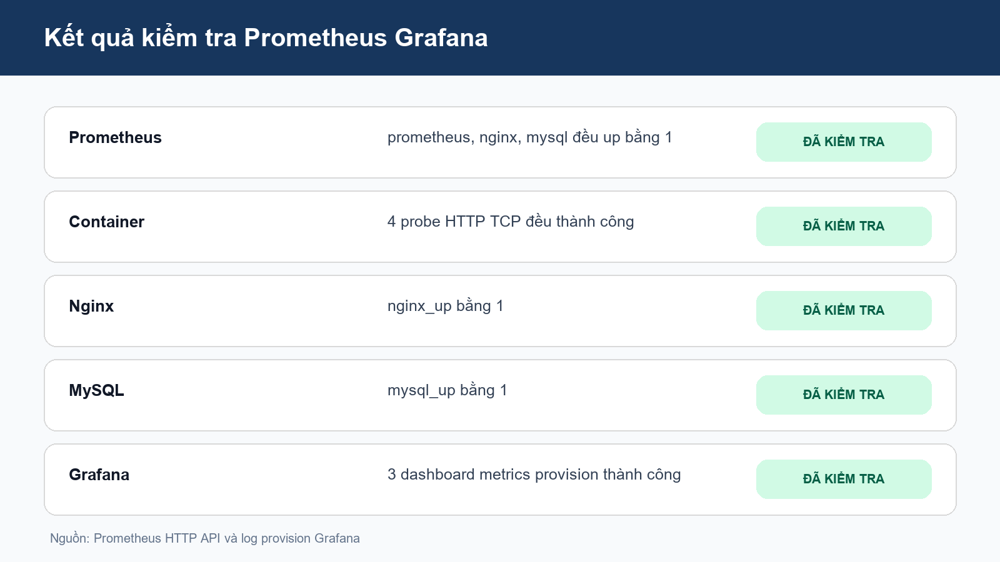 Kết quả kiểm tra Prometheus Grafana
Prometheus
prometheus, nginx, mysql đều up bằng 1
ĐÃ KIỂM TRA
Container
4 probe HTTP TCP đều thành công
ĐÃ KIỂM TRA
Nginx
nginx_up bằng 1
ĐÃ KIỂM TRA
MySQL
mysql_up bằng 1
ĐÃ KIỂM TRA
Grafana
3 dashboard metrics provision thành công
ĐÃ KIỂM TRA
Nguồn: Prometheus HTTP API và log provision Grafana